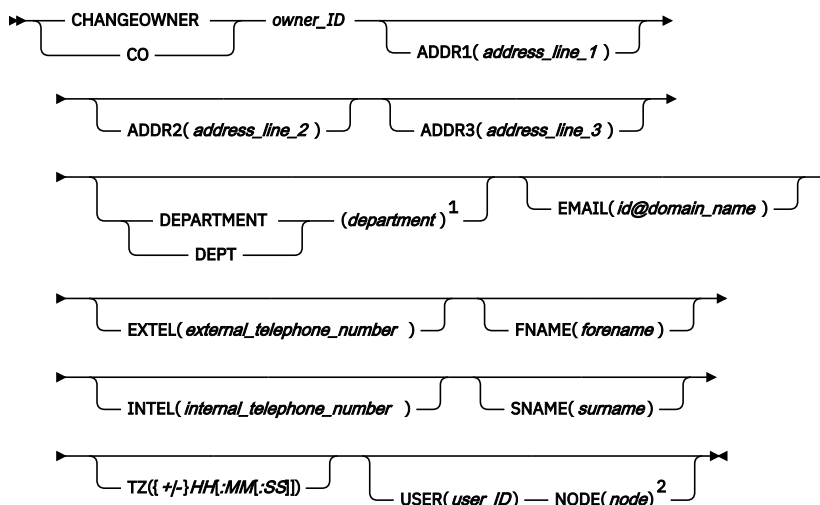 CHANGEOWNER owner_ID
CO ADDR1( address_line_1 )
ADDR2( address_line_2 ) ADDR3( address_line_3 )
DEPARTMENT (department )1 EMAIL( id@domain_name )
DEPT
EXTEL( external_telephone_number ) FNAME( forename )
INTEL( internal_telephone_number ) SNAME( surname )
TZ({ +/-}HH[:MM[:SS]]) USER( user_ID) NODE( node) 2